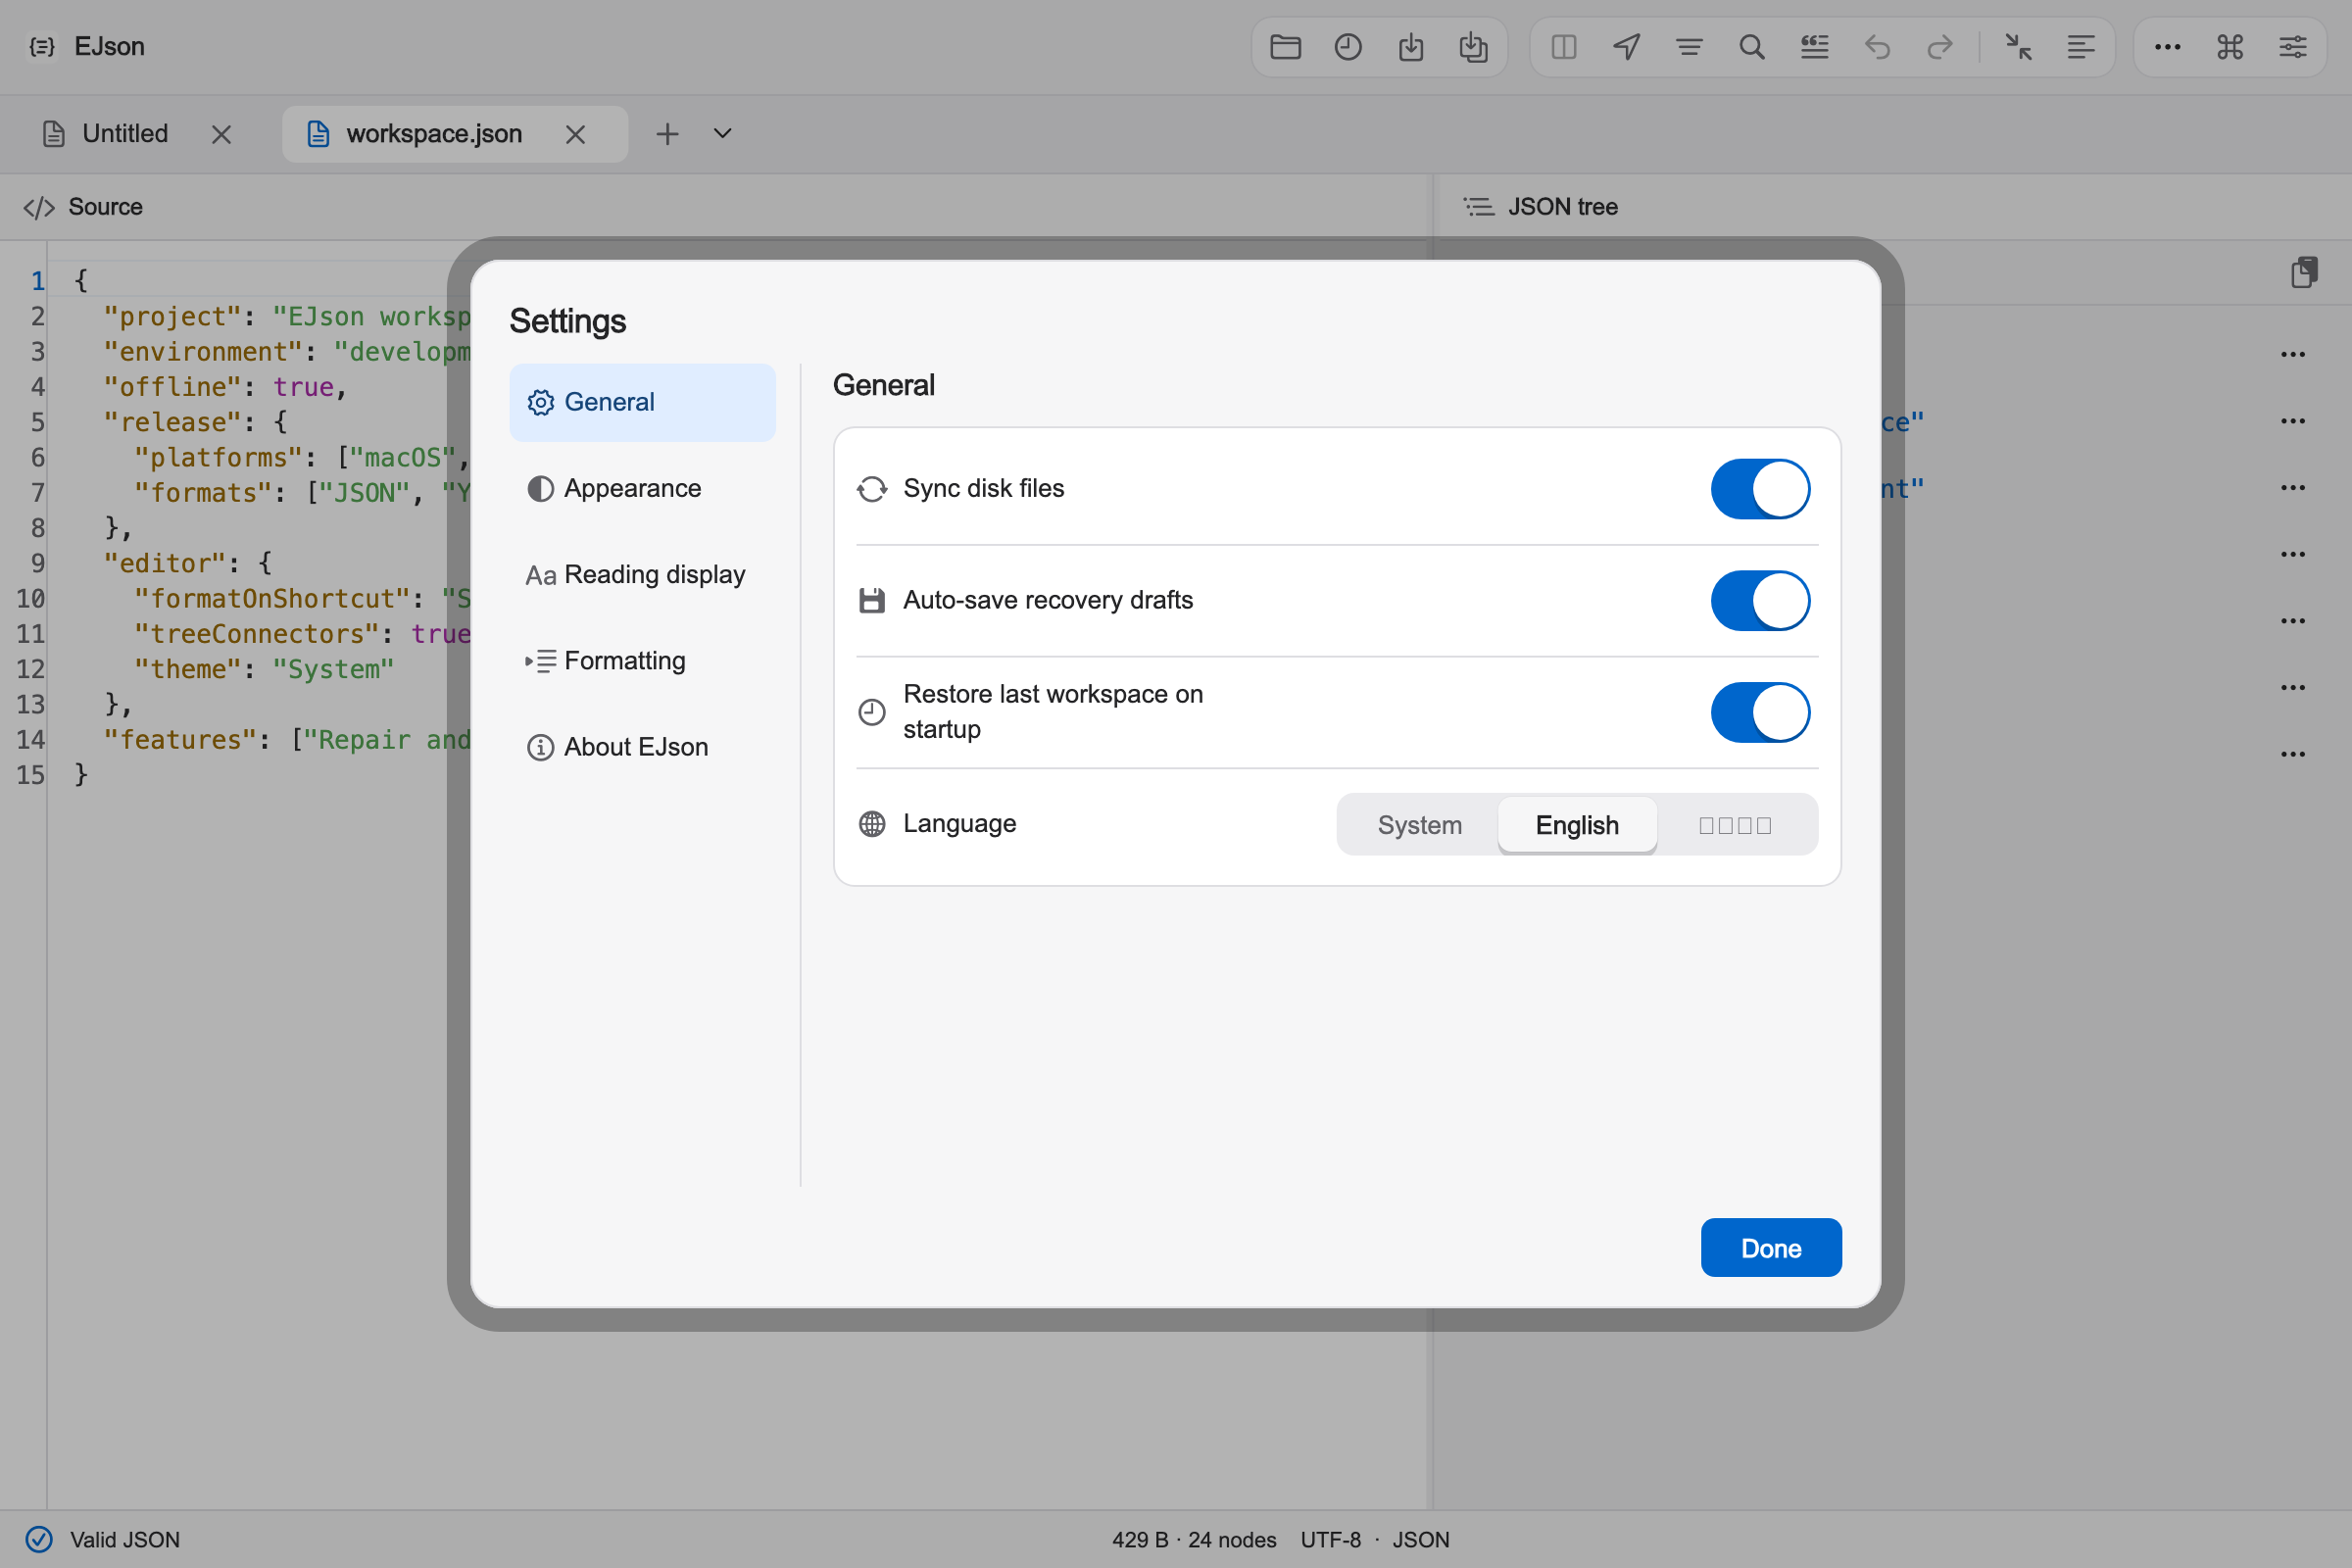 EJson
Untitled
workspace.json
Source
JSON tree
1 {
2 "project": "EJson worksp
3 "environment": "developm
4 "offline": true,
5 "release": {
6 "platforms": ["macOS",
7 "formats": ["JSON", "Y
8 },
9 "editor": {
10 "formatOnShortcut": "S
11 "treeConnectors": true
12 "theme": "System"
13 },
14 "features": ["Repair and
15 }
ce"
nt"
Settings
General
Appearance
Aa Reading display
Formatting
About EJson
General
Sync disk files
Auto-save recovery drafts
Restore last workspace on
startup
Language
System
English
Done
Valid JSON
429 B · 24 nodes UTF-8 · JSON